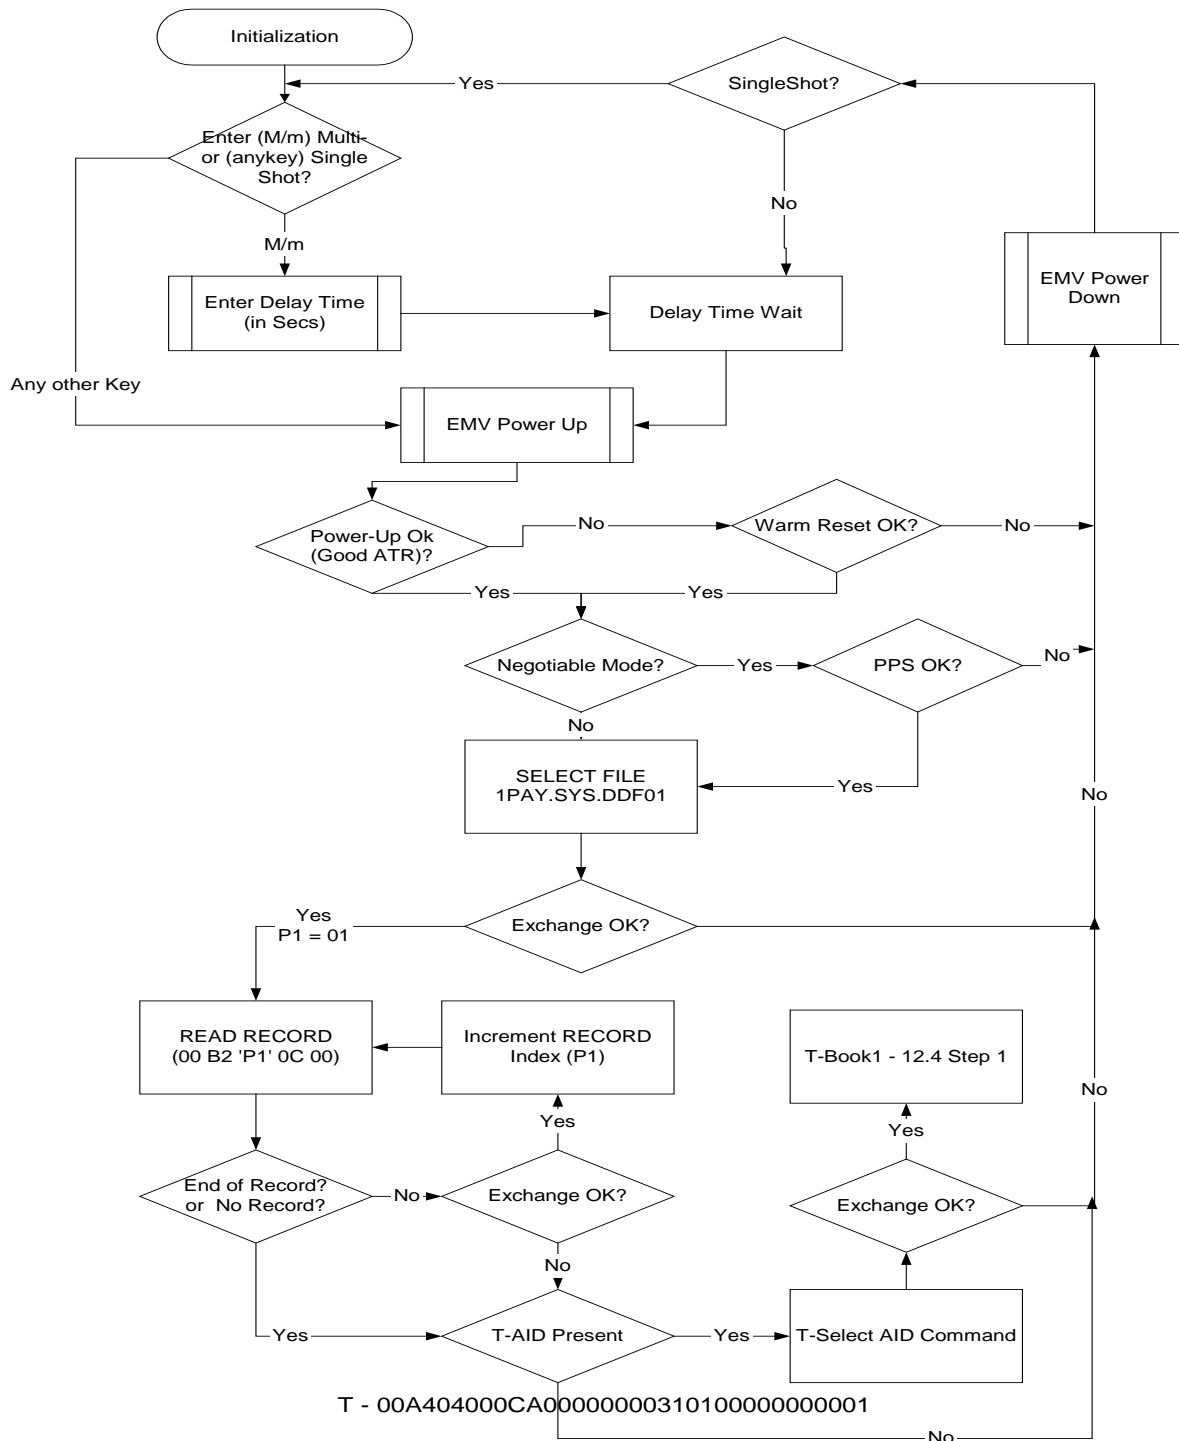 Initialization
Yes
SingleShot?
Enter (M/m) Multi-
or (anykey) Single
Shot?
No
M/m
Enter Delay Time
(in Secs)
Delay Time Wait
EMV Power
Down
Any other Key
EMV Power Up
Power-Up Ok
(Good ATR)?
No
Warm Reset OK?
No
Yes
Yes
Negotiable Mode?
Yes
PPS OK?
No
No
SELECT FILE
1PAY.SYS.DDF01
Yes
No
Yes
P1 = 01
Exchange OK?
READ RECORD
(00 B2 'P1' 0C 00)
Increment RECORD
Index (P1)
T-Book1 - 12.4 Step 1
No
Yes
Yes
End of Record?
or No Record?
No
Exchange OK?
Exchange OK?
No
Yes
T-AID Present
Yes
T-Select AID Command
T - 00A404000CA0000000031010000000​0001
No